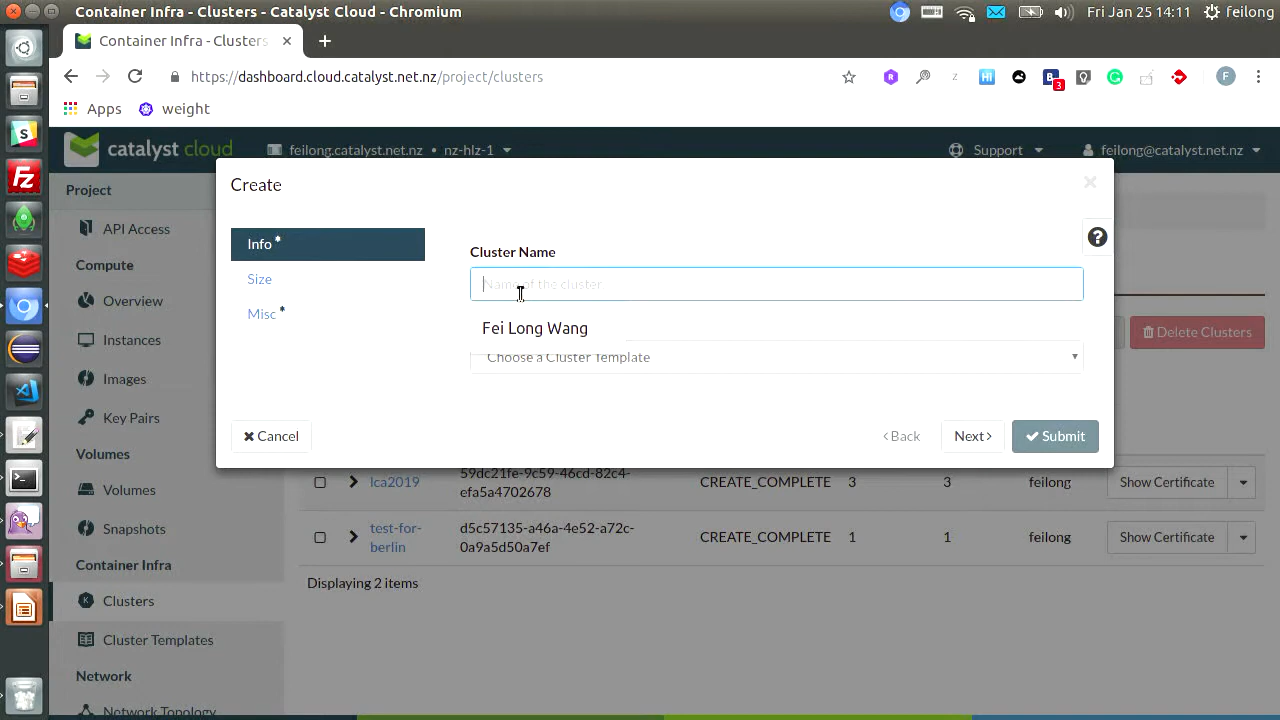 Container Infra - Clusters - Catalyst Cloud - Chromium
Fri Jan 25 14:11 feilong
Container Infra - Clusters
https://dashboard.cloud.catalyst.net.nz/project/clusters
3
F
Apps weight
catalyst cloud feilong.catalyst.net.nz • nz-hlz-1 Support feilong@catalyst.net.nz
Project
API Access
Compute
Overview
Instances
Images
Key Pairs
Volumes
Volumes
Snapshots
Container Infra
Clusters
Cluster Templates
Network
Network Topology
Create
Info *
Size
Misc *
Cluster Name
Name of the cluster
Fei Long Wang
Choose a Cluster Template
Cancel
Back Next Submit
Delete Clusters
lca2019 59dc21fe-9c59-46cd-82c4-efa5a4702678 CREATE_COMPLETE 3 3 feilong Show Certificate
test-for-berlin d5c57135-a46a-4e52-a72c-0a9a5d50a7ef CREATE_COMPLETE 1 1 feilong Show Certificate
Displaying 2 items